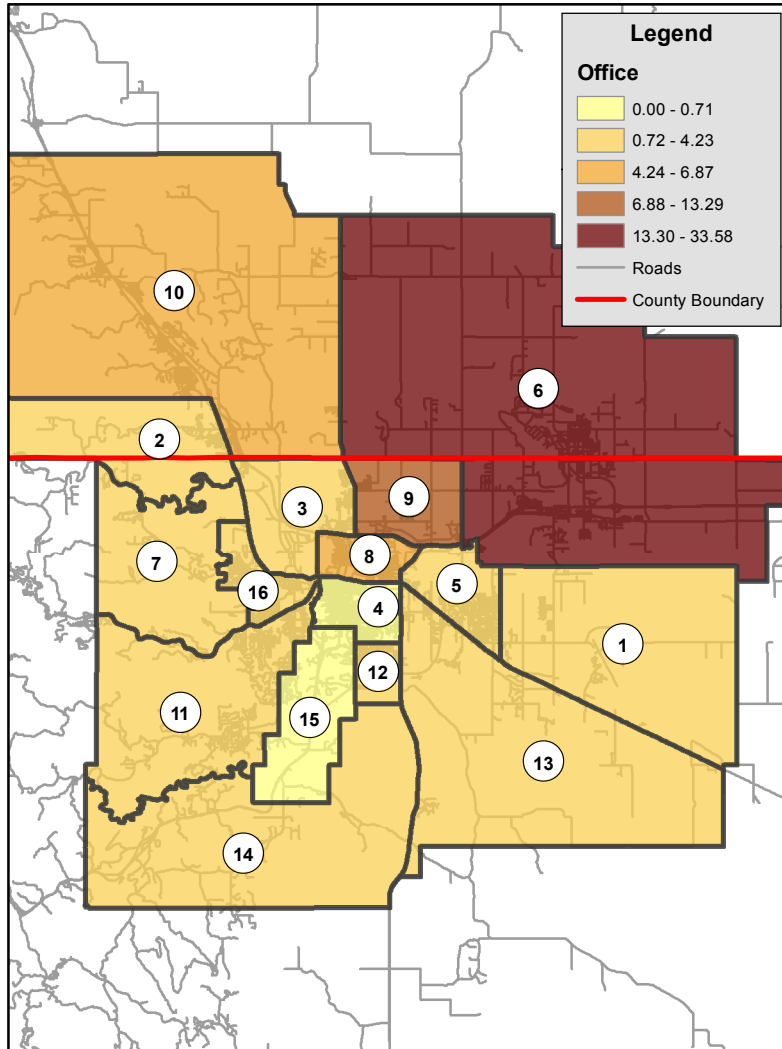 Legend
Office
0.00 - 0.71
0.72 - 4.23
4.24 - 6.87
6.88 - 13.29
13.30 - 33.58
Roads
County Boundary
10
6
2
9
3
8
7
5
16
4
1
12
11
15
13
14